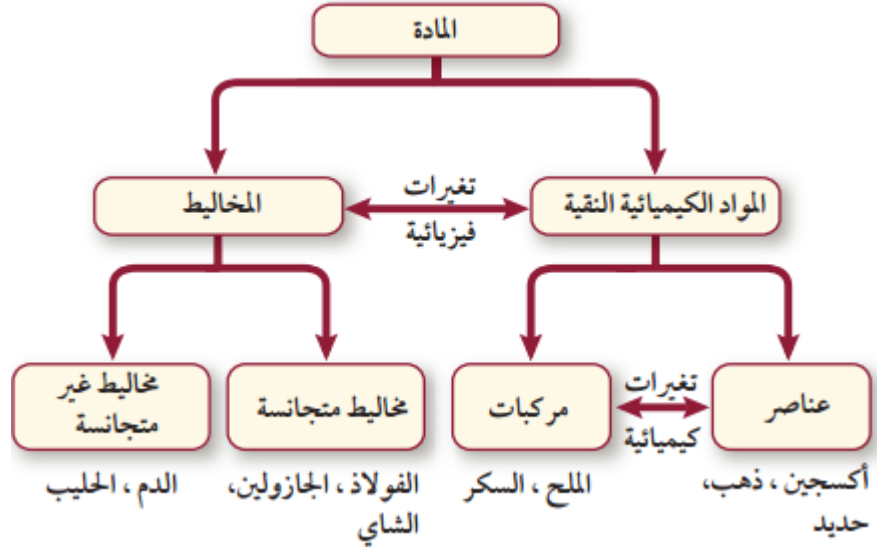 المادة
المواد الكيميائية النقية
تغيرات
فيزيائية
المخاليط
عناصر
تغيرات
كيميائية
مركبات
مخاليط متجانسة
مخاليط غير
متجانسة
أكسجين ، ذهب،
حديد
الملح ، السكر
الفولاذ ، الجازولين،
الشاي
الدم ، الحليب